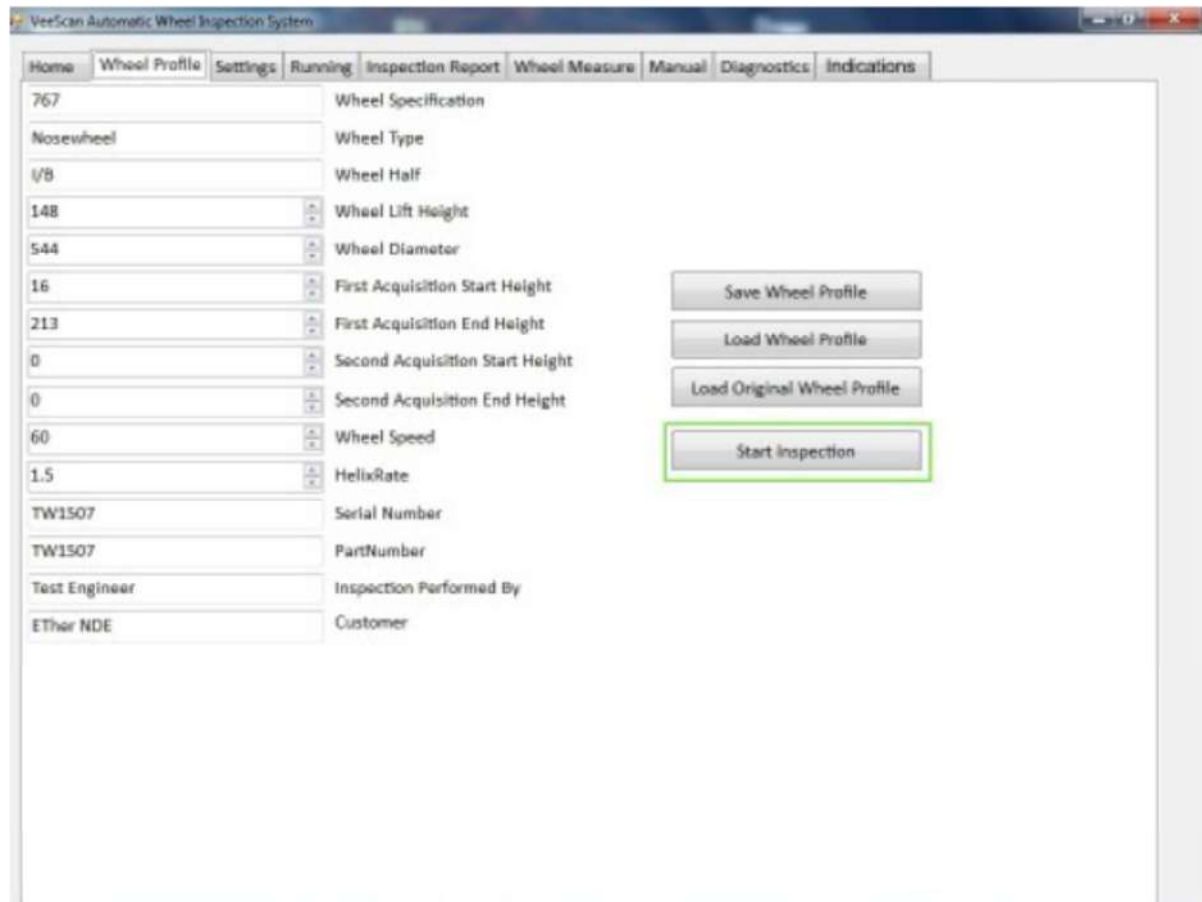 VeeScan Automatic Wheel Inspection System
Home Wheel Profile Settings Running Inspection Report Wheel Measure Manual Diagnostics Indications
767 Wheel Specification
Nosewheel Wheel Type
I/B Wheel Half
148 Wheel Lift Height
544 Wheel Diameter
16 First Acquisition Start Height
213 First Acquisition End Height
0 Second Acquisition Start Height
0 Second Acquisition End Height
60 Wheel Speed
1.5 HelixRate
TW1507 Serial Number
TW1507 PartNumber
Test Engineer Inspection Performed By
ETher NDE Customer
Save Wheel Profile
Load Wheel Profile
Load Original Wheel Profile
Start Inspection